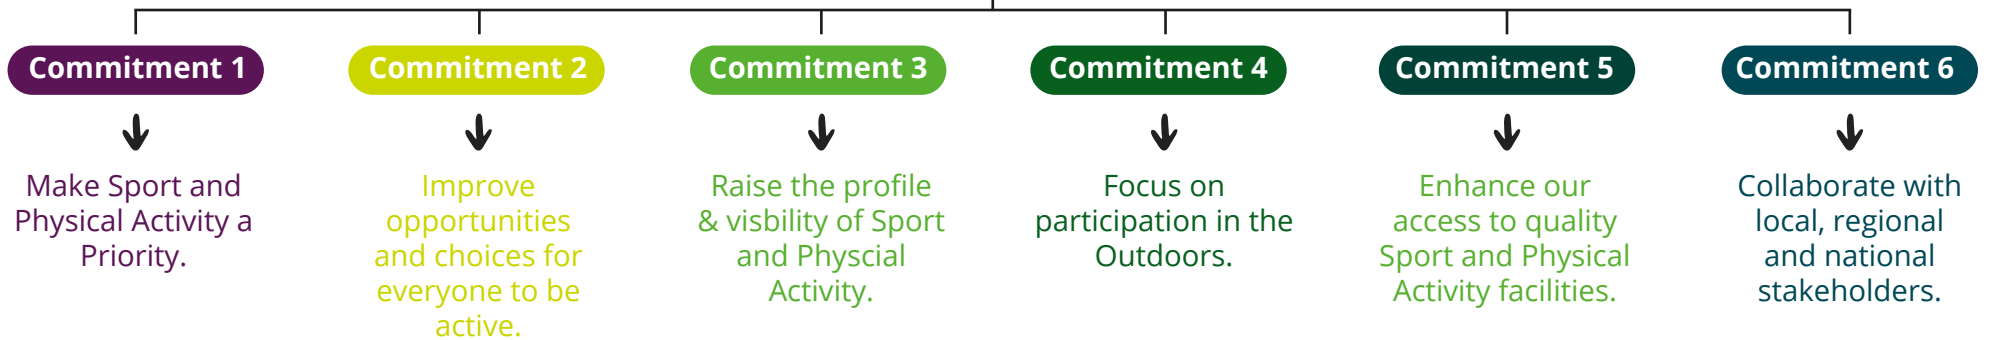 Commitment 1
Make Sport and
Physical Activity a
Priority.
Commitment 2
Improve
opportunities
and choices for
everyone to be
active.
Commitment 3
Raise the profile
& visbility of Sport
and Physcial
Activity.
Commitment 4
Focus on
participation in the
Outdoors.
Commitment 5
Enhance our
access to quality
Sport and Physical
Activity facilities.
Commitment 6
Collaborate with
local, regional
and national
stakeholders.